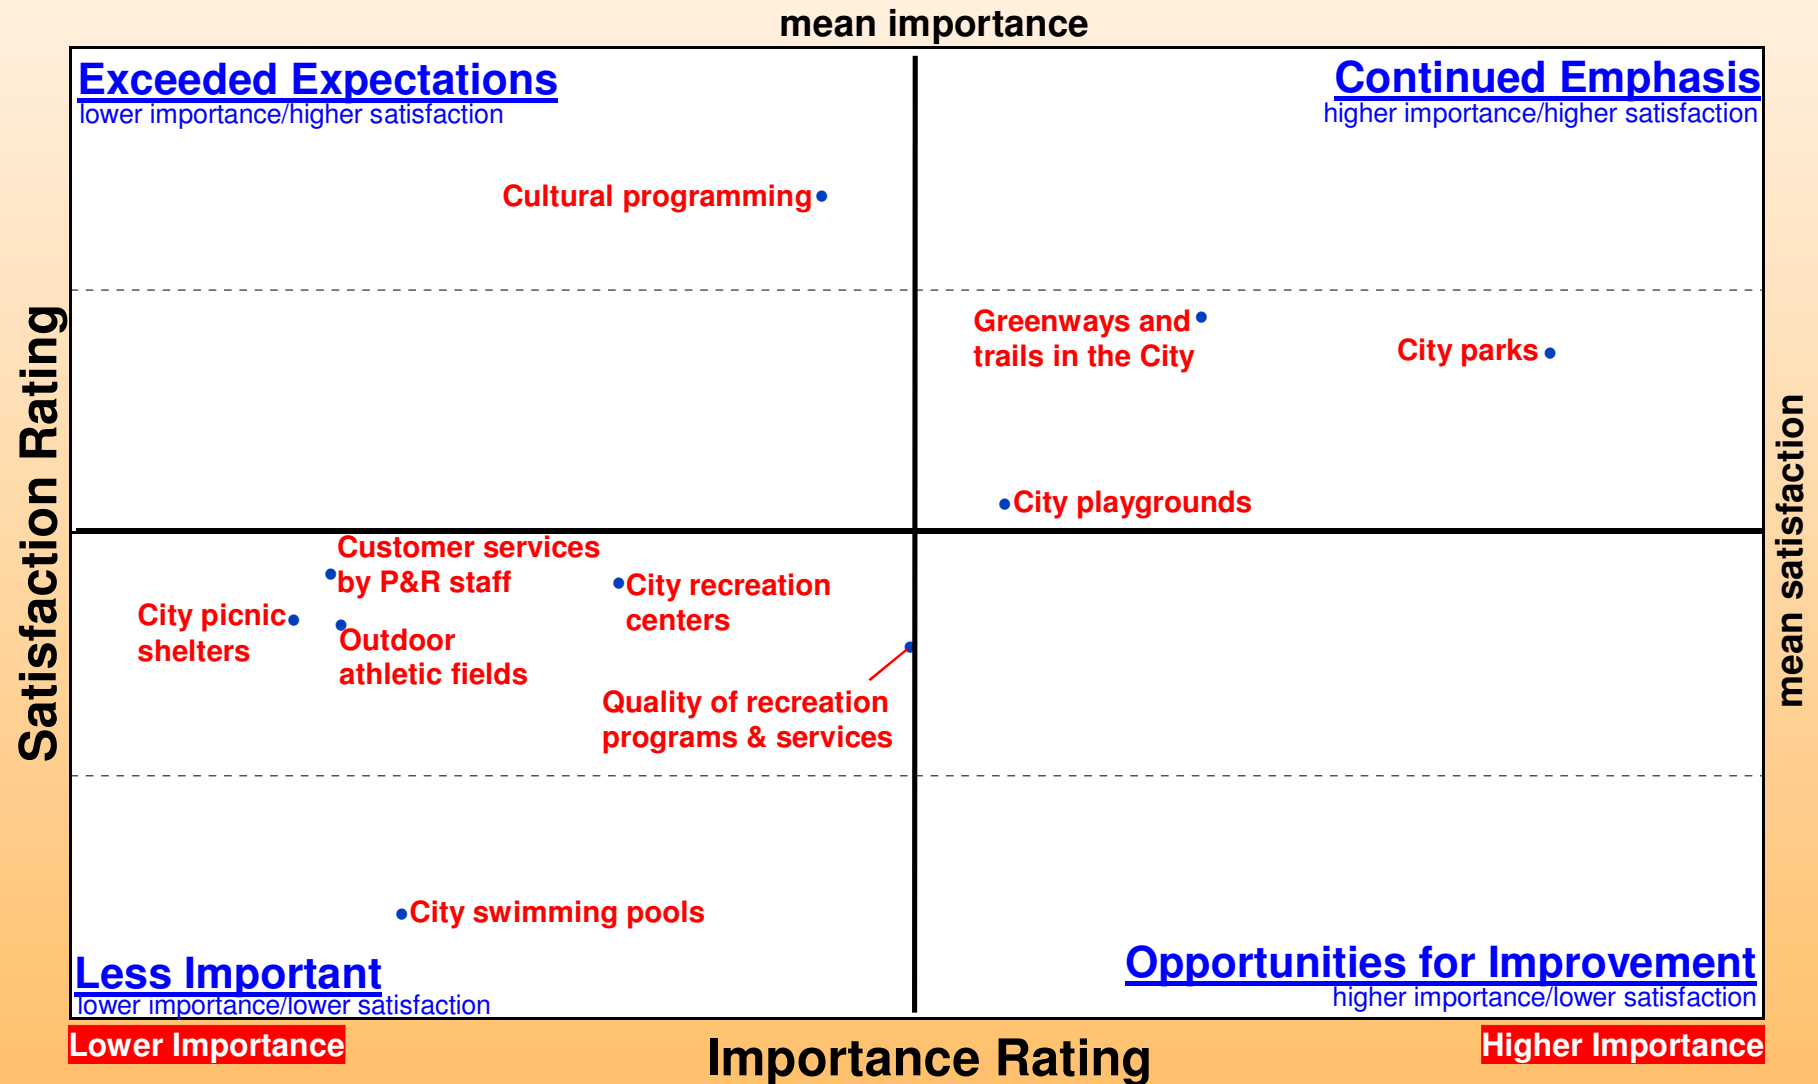 mean importance
Exceeded Expectations
lower importance/higher satisfaction
Continued Emphasis
higher importance/higher satisfaction
Cultural programming
Greenways and
trails in the City
City parks
City playgrounds
Satisfaction Rating
mean satisfaction
Customer services
by P&R staff
City recreation
centers
City picnic
shelters
Outdoor
athletic fields
Quality of recreation
programs & services
City swimming pools
Less Important
lower importance/lower satisfaction
Opportunities for Improvement
higher importance/lower satisfaction
Lower Importance
Importance Rating
Higher Importance